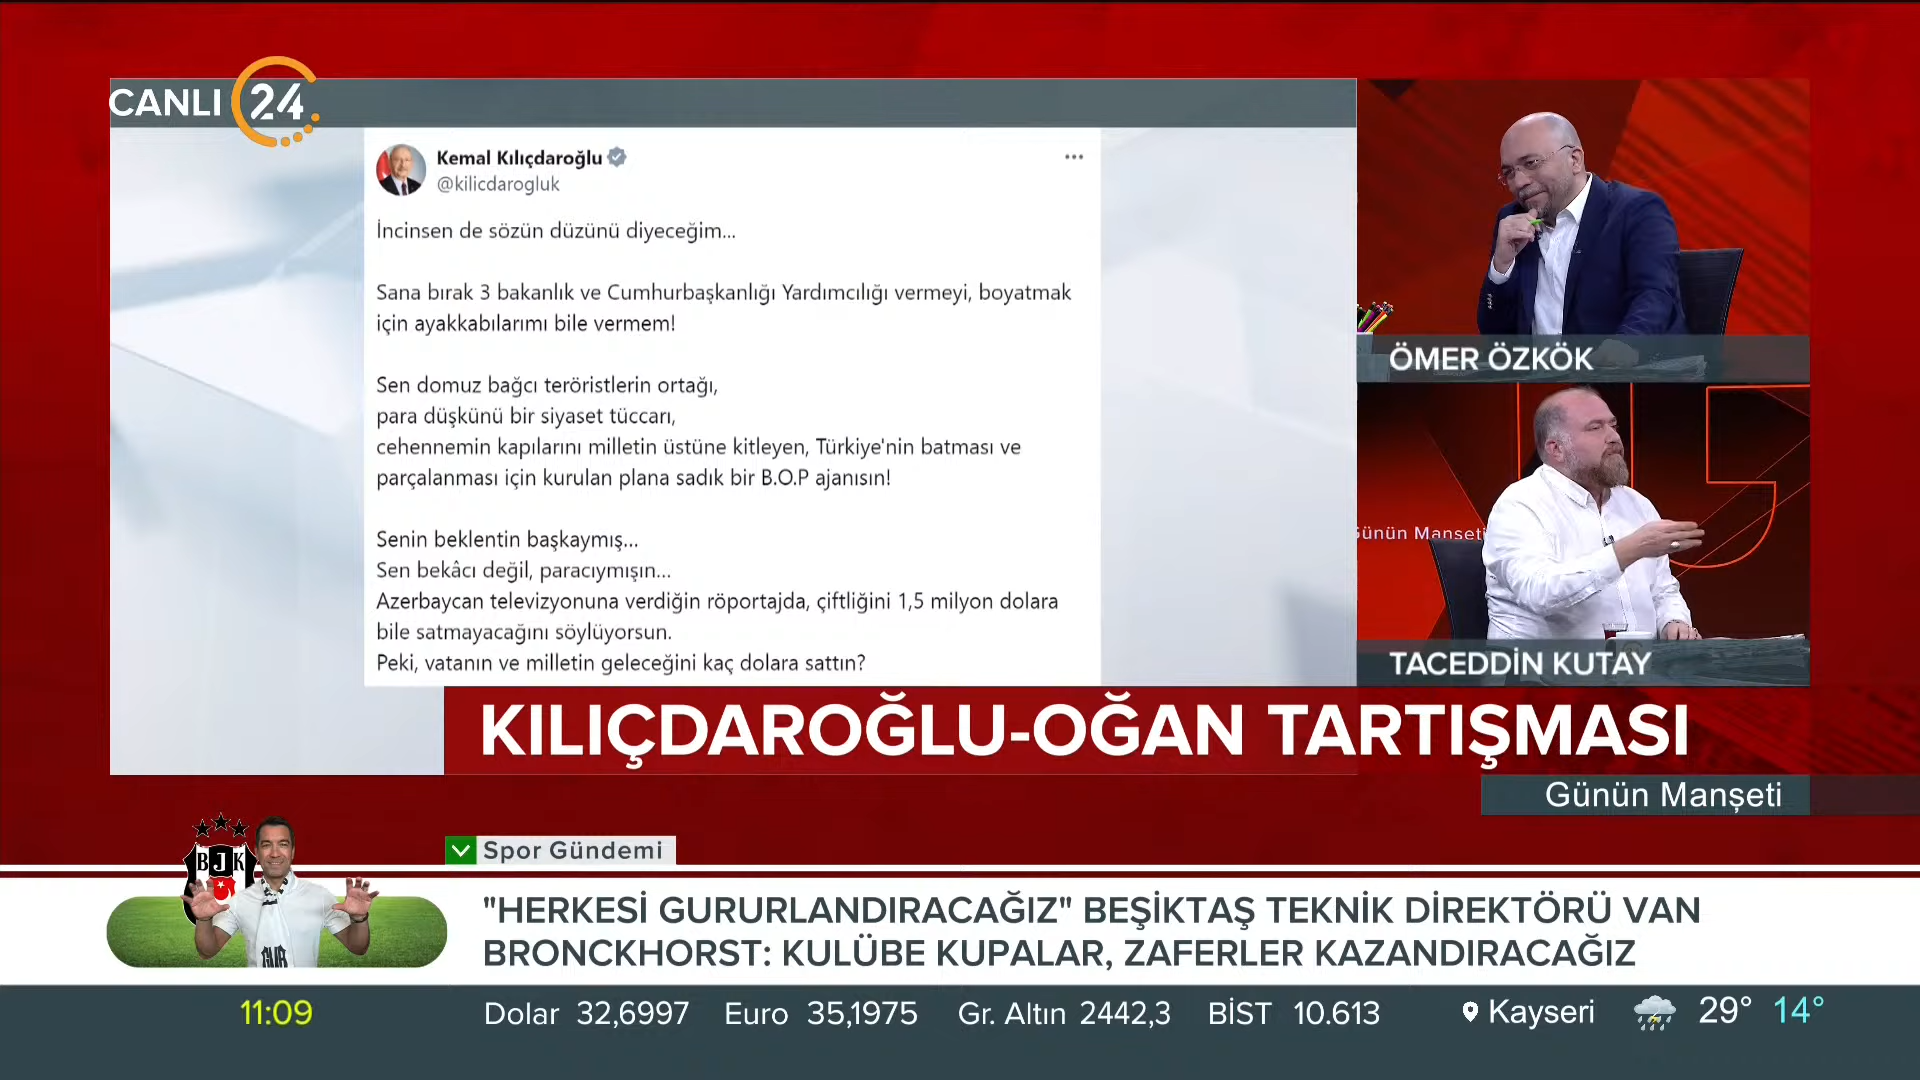 CANLI 24
Kemal Kılıçdaroğlu
@kilicdarogluk
İncinsen de sözün düzünü diyeceğim...
Sana bırak 3 bakanlık ve Cumhurbaşkanlığı Yardımcılığı vermeyi, boyatmak
için ayakkabılarımı bile vermem!
Sen domuz bağcı teröristlerin ortağı,
para düşkünü bir siyaset tüccarı,
cehennemin kapılarını milletin üstüne kitleyen, Türkiye'nin batması ve
parçalanması için kurulan plana sadık bir B.O.P ajanısın!
Senin beklentin başkaymış...
Sen bekâcı değil, paracıymışın...
Azerbaycan televizyonuna verdiğin röportajda, çiftliğini 1,5 milyon dolara
bile satmayacağını söylüyorsun.
Peki, vatanın ve milletin geleceğini kaç dolara sattın?
ÖMER ÖZKÖK
Günün Manşeti
TACEDDİN KUTAY
KILIÇDAROĞLU-OĞAN TARTIŞMASI
Günün Manşeti
BJK
Spor Gündemi
"HERKESİ GURURLANDIRACAĞIZ" BEŞİKTAŞ TEKNİK DİREKTÖRÜ VAN
BRONCKHORST: KULÜBE KUPALAR, ZAFERLER KAZANDIRACAĞIZ
11:09 Dolar 32,6997 Euro 35,1975 Gr. Altın 2442,3 BİST 10.613 Kayseri 29° 14°